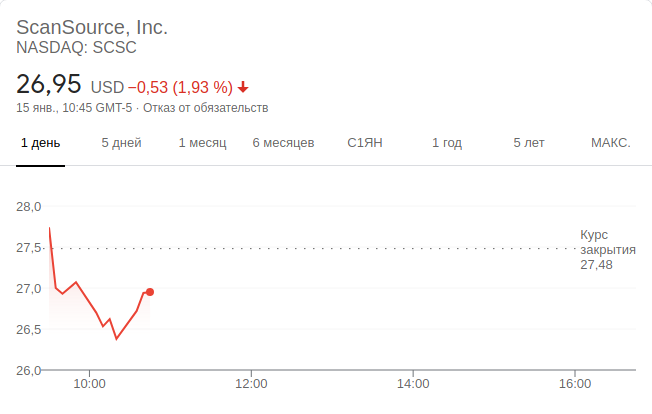 ScanSource, Inc.
NASDAQ: SCSC
26,95 USD −0,53 (1,93 %)
15 янв., 10:45 GMT-5 · Отказ от обязательств
1 день 5 дней 1 месяц 6 месяцев С1ЯН 1 год 5 лет МАКС.
28,0
27,5
27,0
26,5
26,0
Курс
закрытия
27,48
10:00 12:00 14:00 16:00